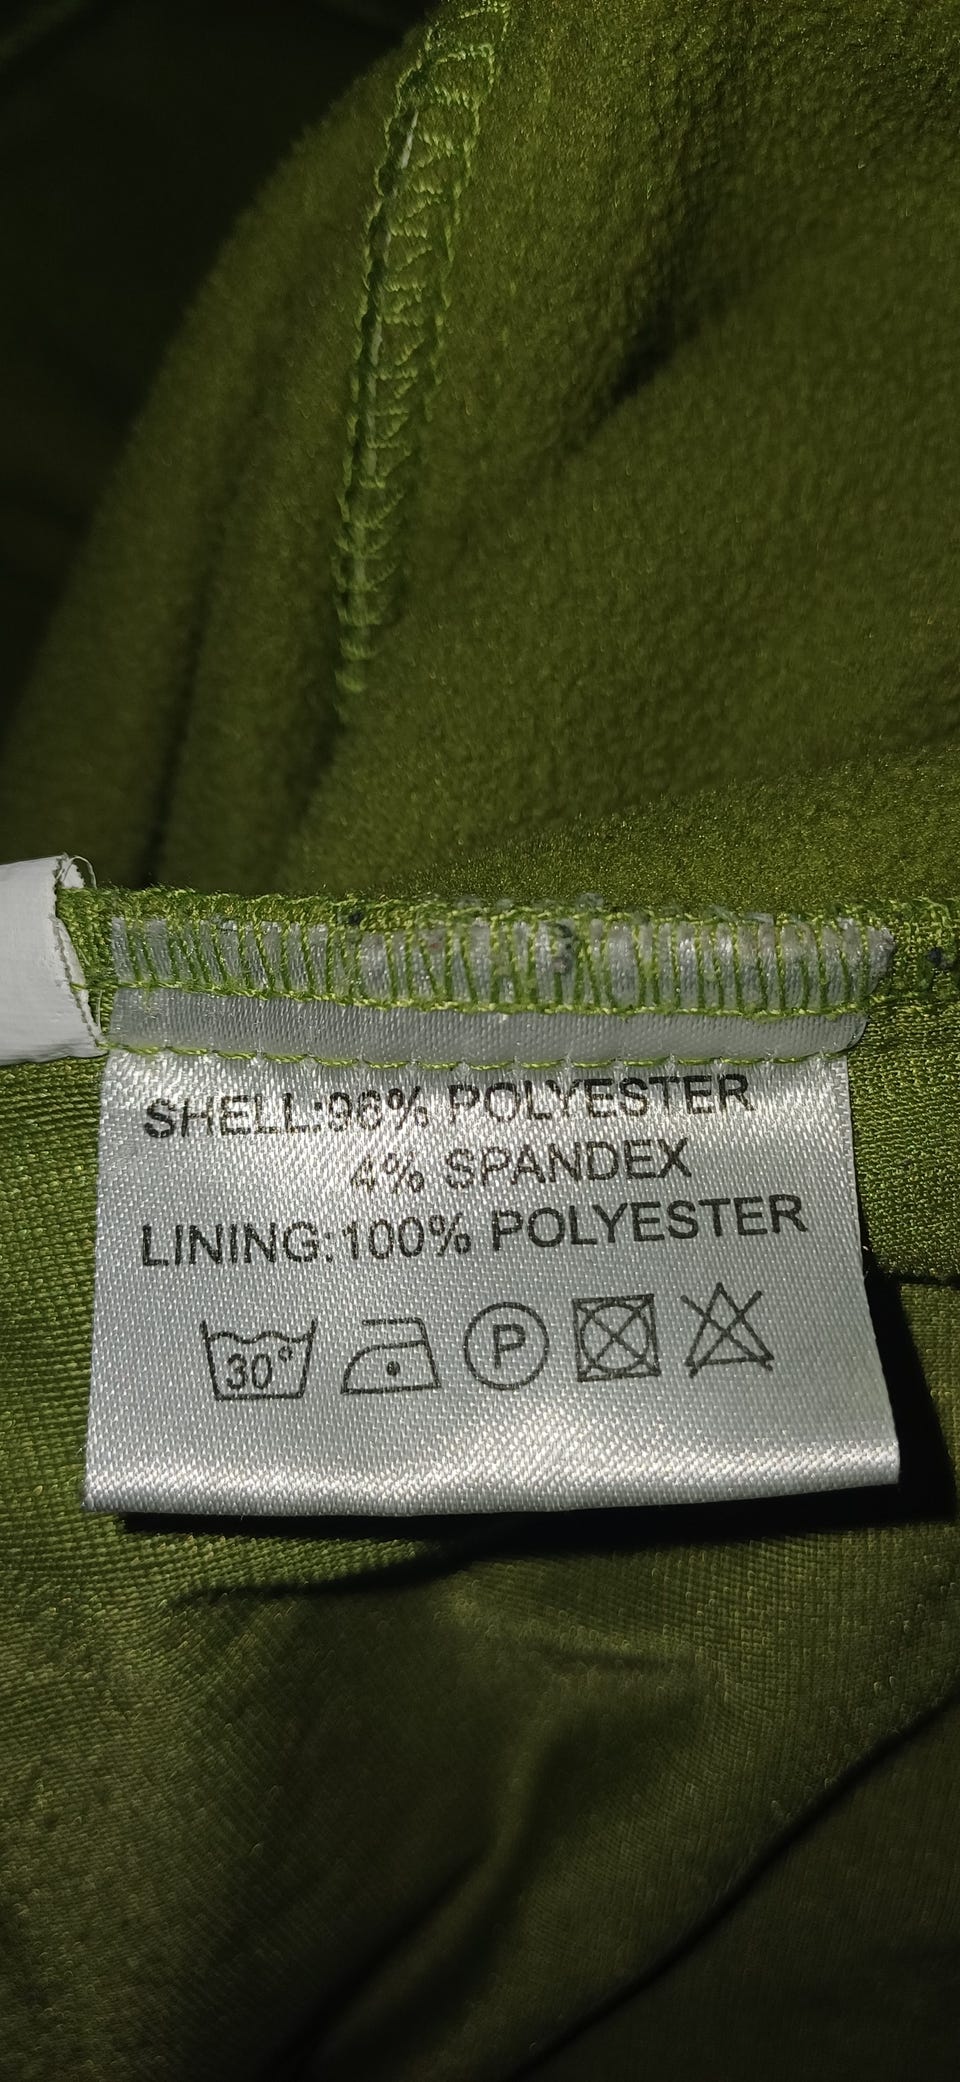 SHELL:96% POLYESTER
4% SPANDEX
LINING:100% POLYESTER
30° P